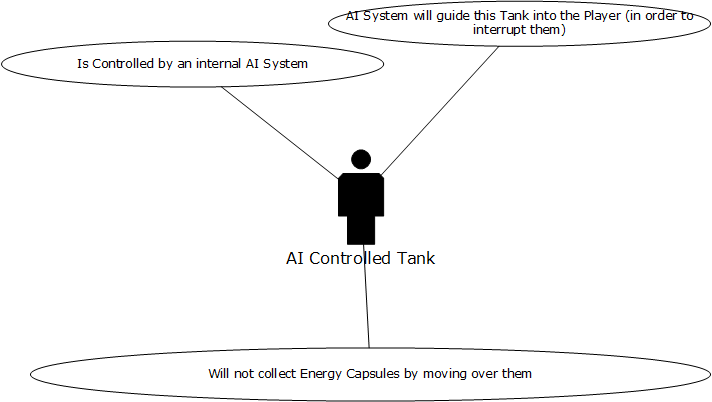 AI System will guide this Tank into the Player (in order to
interrupt them)
Is Controlled by an internal AI System
AI Controlled Tank
Will not collect Energy Capsules by moving over them